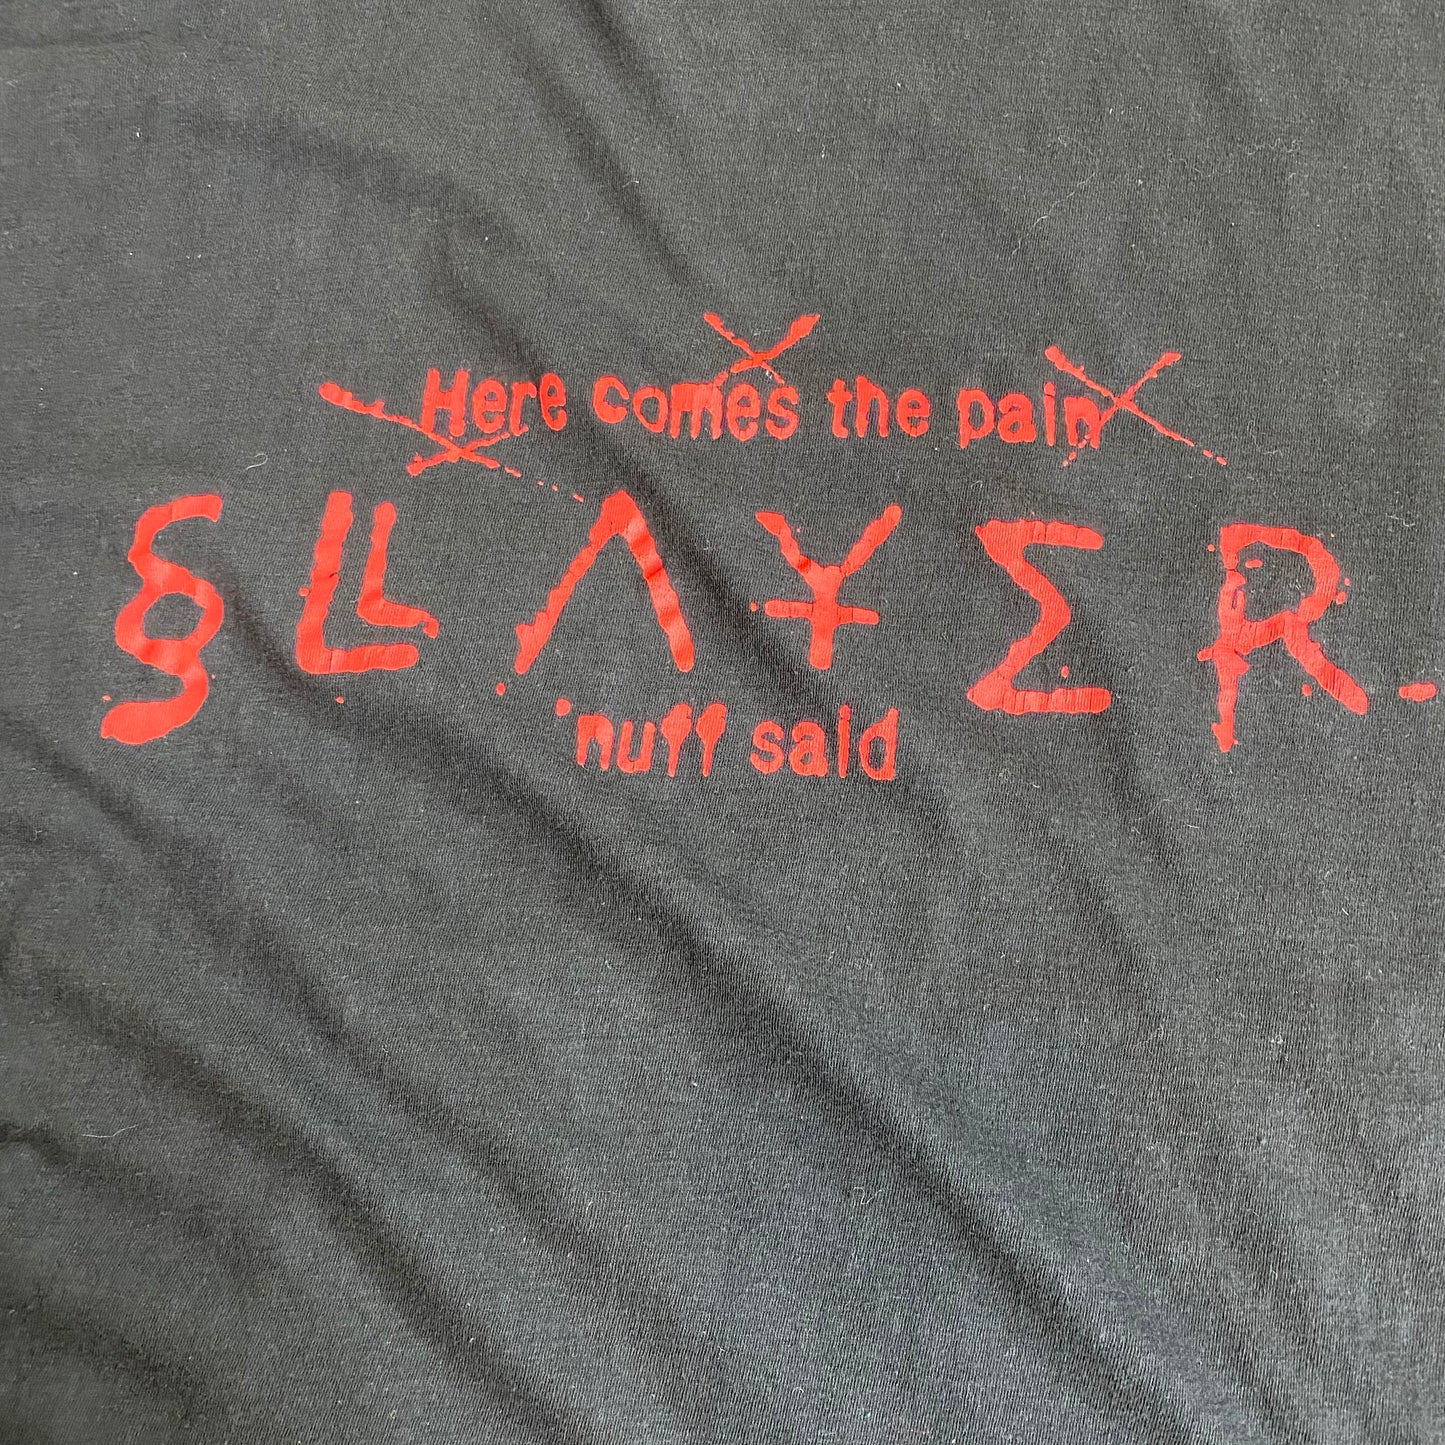 Here comes the pain
SLAYER
'nuff said